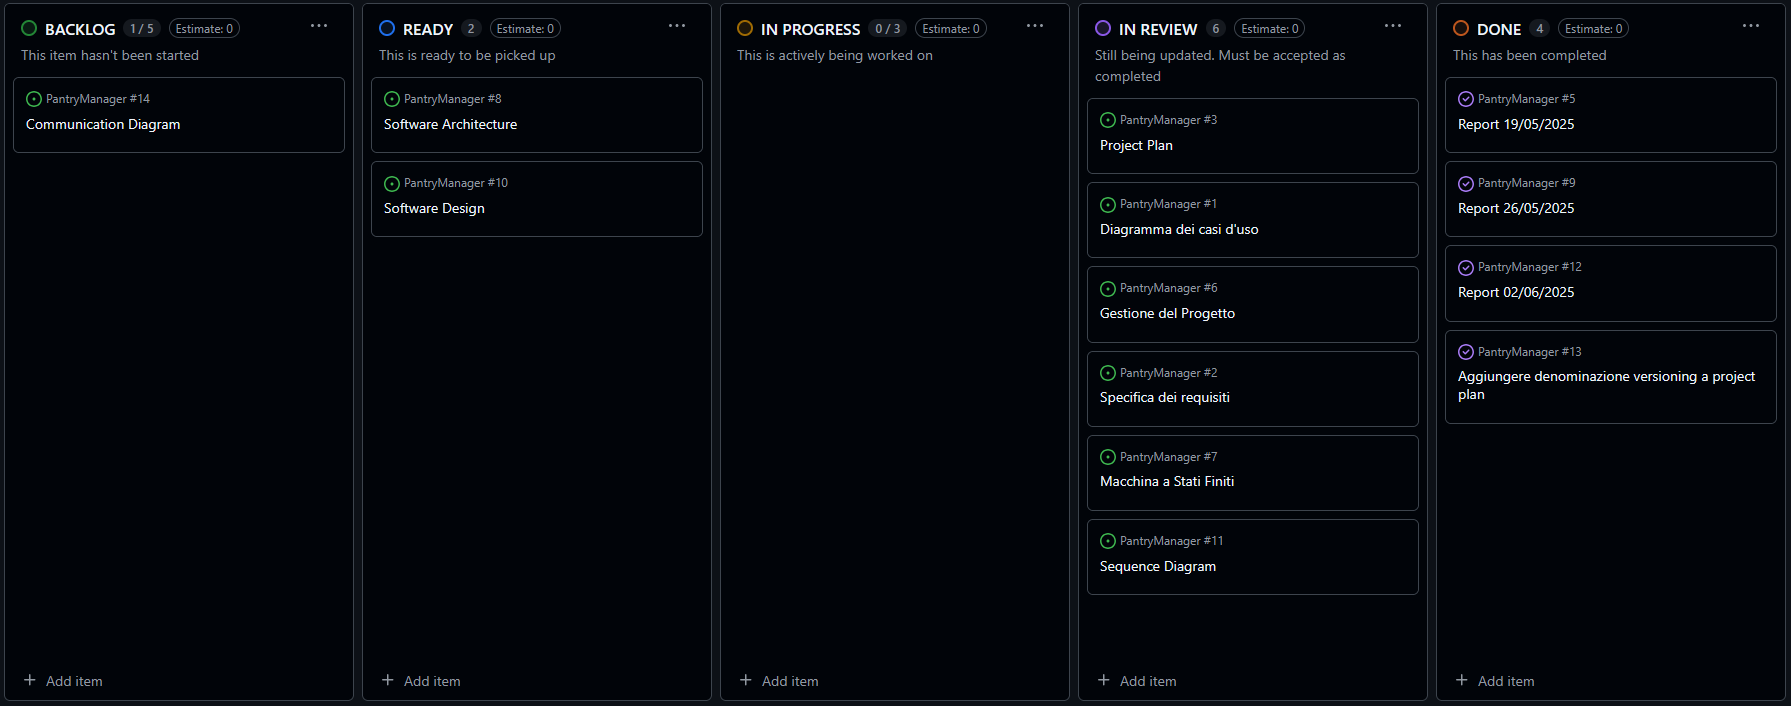 BACKLOG 1 / 5 Estimate: 0
This item hasn't been started
PantryManager #14
Communication Diagram
Add item
READY 2 Estimate: 0
This is ready to be picked up
PantryManager #8
Software Architecture
PantryManager #10
Software Design
Add item
IN PROGRESS 0 / 3 Estimate: 0
This is actively being worked on
Add item
IN REVIEW 6 Estimate: 0
Still being updated. Must be accepted as
completed
PantryManager #3
Project Plan
PantryManager #1
Diagramma dei casi d'uso
PantryManager #6
Gestione del Progetto
PantryManager #2
Specifica dei requisiti
PantryManager #7
Macchina a Stati Finiti
PantryManager #11
Sequence Diagram
Add item
DONE 4 Estimate: 0
This has been completed
PantryManager #5
Report 19/05/2025
PantryManager #9
Report 26/05/2025
PantryManager #12
Report 02/06/2025
PantryManager #13
Aggiungere denominazione versioning a project
plan
Add item